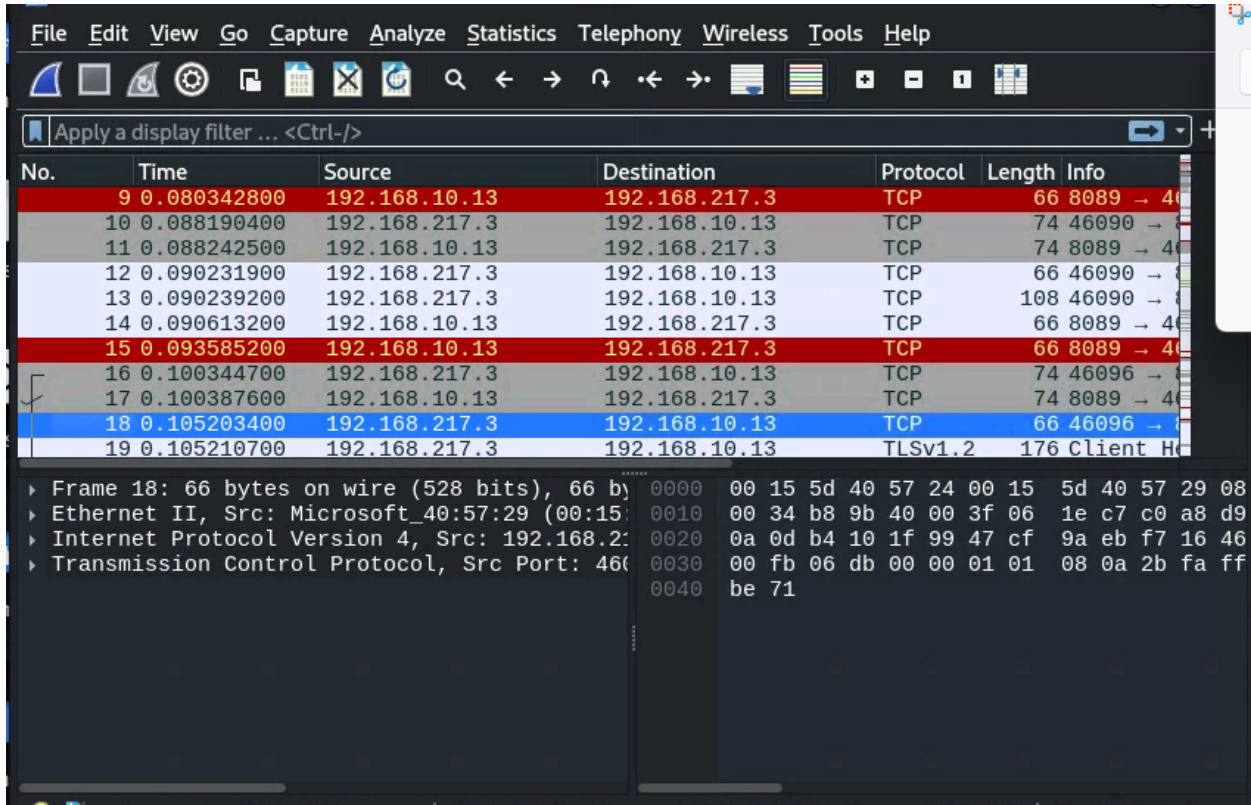 File Edit View Go Capture Analyze Statistics Telephony Wireless Tools Help
Apply a display filter ... <Ctrl-/>
No. Time Source Destination Protocol Length Info
9 0.080342800 192.168.10.13 192.168.217.3 TCP 66 8089 → 46
10 0.088190400 192.168.217.3 192.168.10.13 TCP 74 46090 →
11 0.088242500 192.168.10.13 192.168.217.3 TCP 74 8089 → 46
12 0.090231900 192.168.217.3 192.168.10.13 TCP 66 46090 →
13 0.090239200 192.168.217.3 192.168.10.13 TCP 108 46090 →
14 0.090613200 192.168.10.13 192.168.217.3 TCP 66 8089 → 46
15 0.093585200 192.168.10.13 192.168.217.3 TCP 66 8089 → 46
16 0.100344700 192.168.217.3 192.168.10.13 TCP 74 46096 →
17 0.100387600 192.168.10.13 192.168.217.3 TCP 74 8089 → 46
18 0.105203400 192.168.217.3 192.168.10.13 TCP 66 46096 →
19 0.105210700 192.168.217.3 192.168.10.13 TLSv1.2 176 Client He
Frame 18: 66 bytes on wire (528 bits), 66 by
Ethernet II, Src: Microsoft_40:57:29 (00:15:
Internet Protocol Version 4, Src: 192.168.21
Transmission Control Protocol, Src Port: 460
0000 00 15 5d 40 57 24 00 15 5d 40 57 29 08
0010 00 34 b8 9b 40 00 3f 06 1e c7 c0 a8 d9
0020 0a 0d b4 10 1f 99 47 cf 9a eb f7 16 46
0030 00 fb 06 db 00 00 01 01 08 0a 2b fa ff
0040 be 71